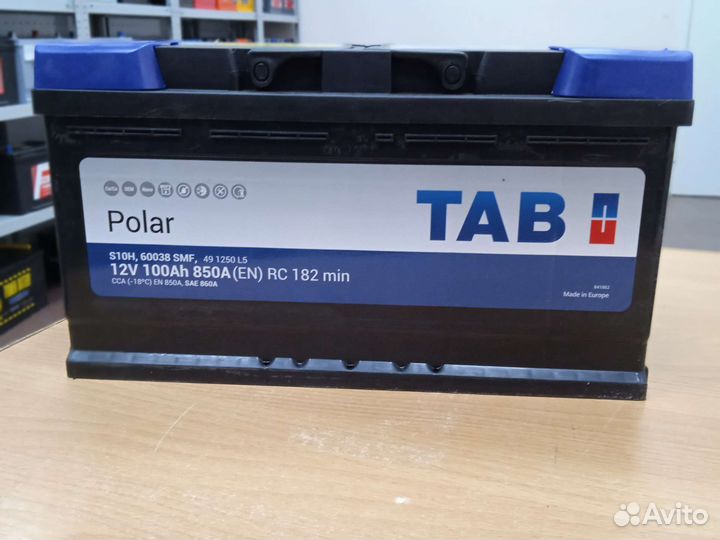 TAB
Polar
S10H, 60038 SMF, 49 1250 L5
12V 100Ah 850A (EN) RC 182 min
CCA (-18°C) EN 850A, SAE 860A
Made in Europe
Avito